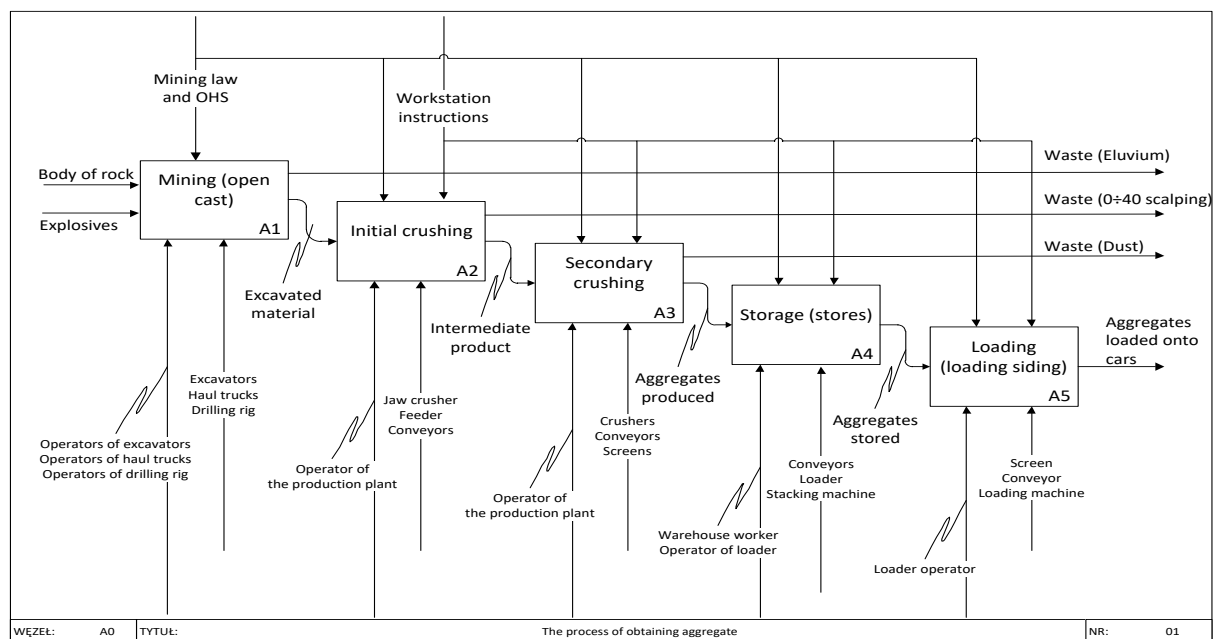 Mining law
and OHS
Workstation
instructions
Body of rock
Explosives
Mining (open
cast)
A1
Waste (Eluvium)
Waste (0÷40 scalping)
Waste (Dust)
Initial crushing
A2
Excavated
material
Secondary
crushing
A3
Intermediate
product
Storage (stores)
A4
Aggregates
produced
Loading
(loading siding)
A5
Aggregates
stored
Aggregates
loaded onto
cars
Excavators
Haul trucks
Drilling rig
Operators of excavators
Operators of haul trucks
Operators of drilling rig
Jaw crusher
Feeder
Conveyors
Operator of
the production plant
Crushers
Conveyors
Screens
Operator of
the production plant
Conveyors
Loader
Stacking machine
Warehouse worker
Operator of loader
Screen
Conveyor
Loading machine
Loader operator
WĘZEŁ: A0 TYTUŁ: The process of obtaining aggregate NR: 01